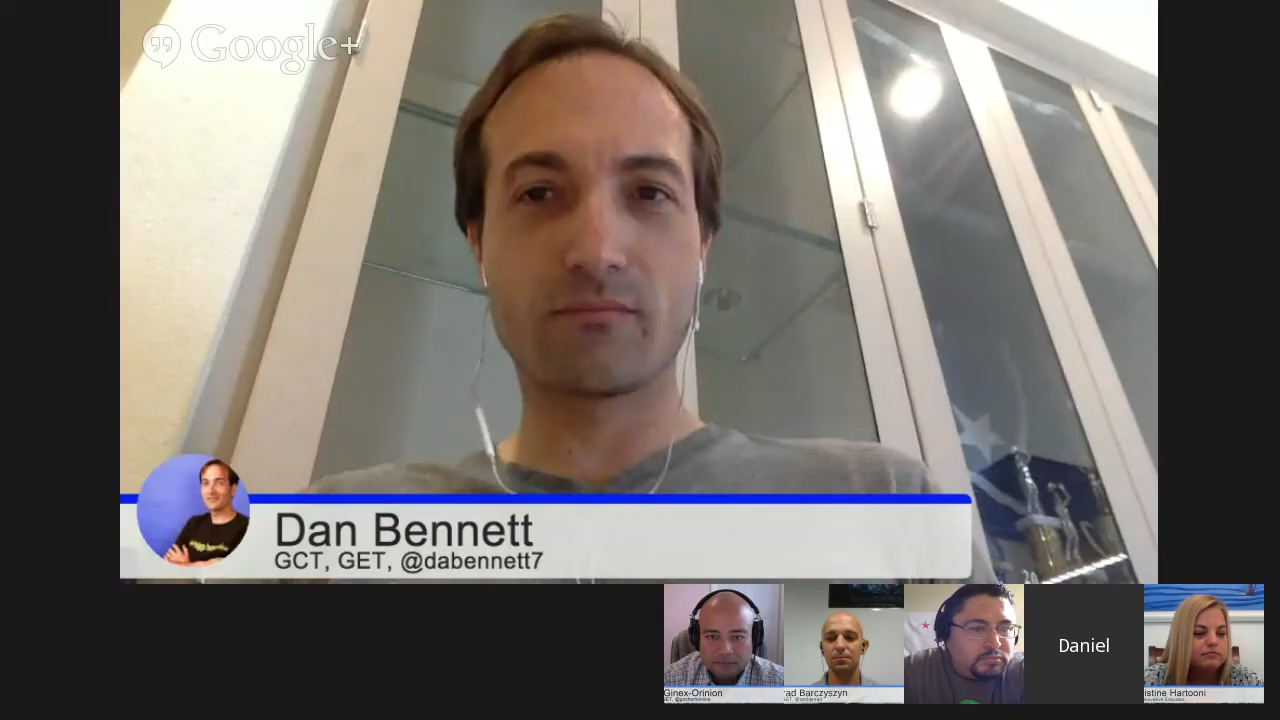 Google+
Dan Bennett
GCT, GET, @dabennett7
Daniel
Ginex-Orinion
rad Barczyszyn
istine Hartooni